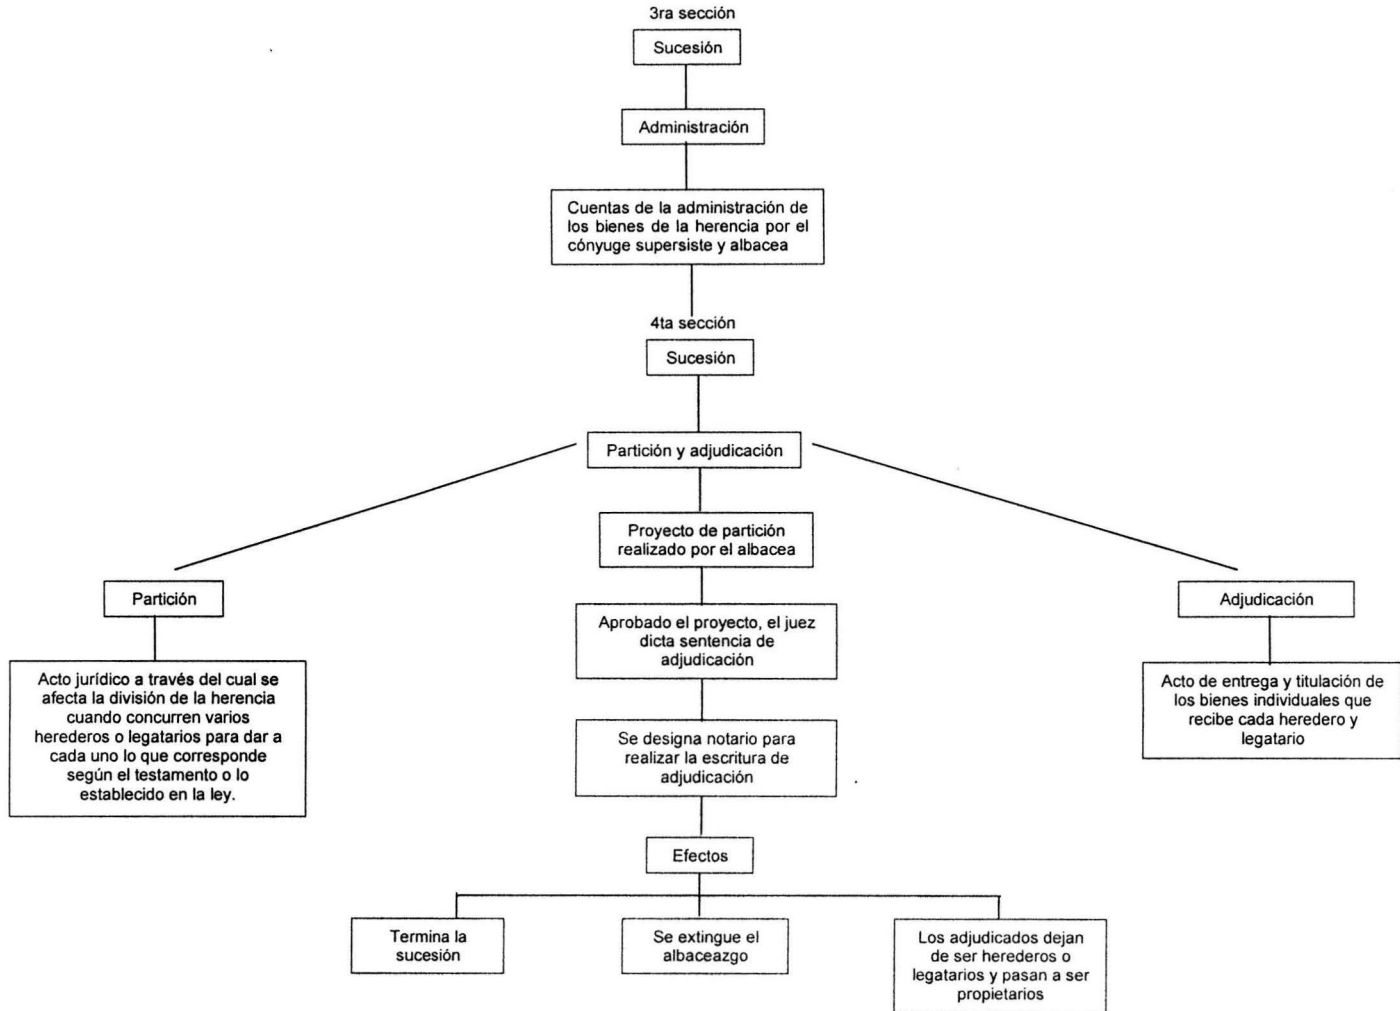 3ra sección
Sucesión
Administración
Cuentas de la administración de
los bienes de la herencia por el
cónyuge supersiste y albacea
4ta sección
Sucesión
Partición y adjudicación
Proyecto de partición
realizado por el albacea
Partición
Adjudicación
Aprobado el proyecto, el juez
dicta sentencia de
adjudicación
Acto jurídico a través del cual se
afecta la división de la herencia
cuando concurren varios
herederos o legatarios para dar a
cada uno lo que corresponde
según el testamento o lo
establecido en la ley.
Acto de entrega y titulación de
los bienes individuales que
recibe cada heredero y
legatario
Se designa notario para
realizar la escritura de
adjudicación
Efectos
Termina la
sucesión
Se extingue el
albaceazgo
Los adjudicados dejan
de ser herederos o
legatarios y pasan a ser
propietarios